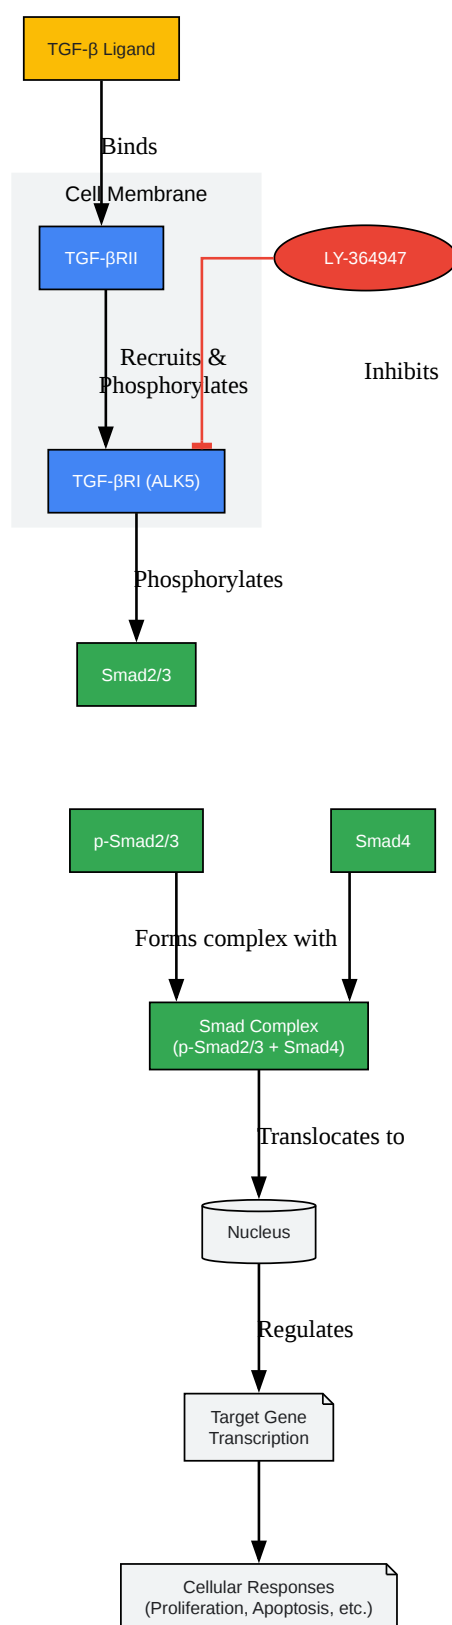 TGF-β Ligand
Binds
Cell Membrane
TGF-βRII
LY-364947
Recruits &
Phosphorylates
Inhibits
TGF-βRI (ALK5)
Phosphorylates
Smad2/3
p-Smad2/3
Smad4
Forms complex with
Smad Complex
(p-Smad2/3 + Smad4)
Translocates to
Nucleus
Regulates
Target Gene
Transcription
Cellular Responses
(Proliferation, Apoptosis, etc.)